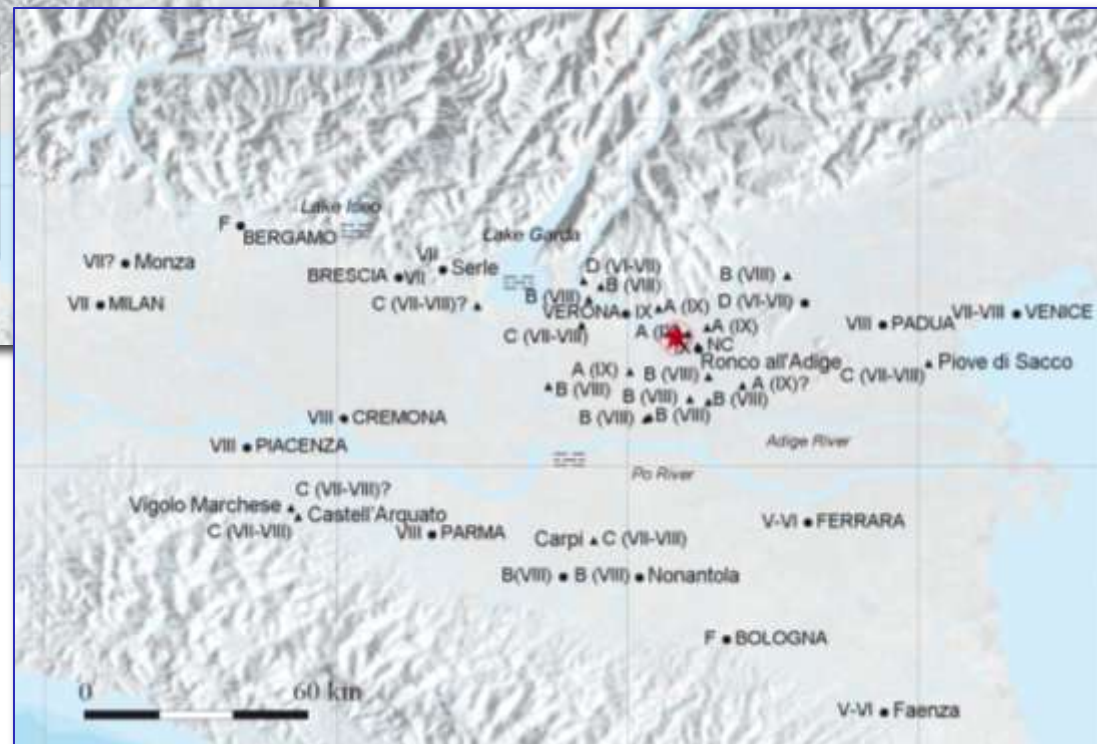 Lake Iseo
F
BERGAMO
Lake Garda
VII? Monza
VII
BRESCIA VII
Serle
D (VI-VII)
B (VIII)
B (VIII)
VII MILAN
C (VII-VIII)?
B (VIII)
D (VI-VII)
VERONA IX
A (IX)
VII-VIII VENICE
C (VII-VIII)
A (IX)
VIII PADUA
NC
Ronco all'Adige
A (IX)
B (VIII)
C (VII-VIII)
Piove di Sacco
B (VIII)
A (IX)?
B (VIII)
B (VIII)
B (VIII)
B (VIII)
VIII CREMONA
Adige River
VIII PIACENZA
Po River
C (VII-VIII)?
Vigolo Marchese
Castell'Arquato
C (VII-VIII)
VIII PARMA
V-VI FERRARA
Carpi C (VII-VIII)
B(VIII) B (VIII) Nonantola
F BOLOGNA
0 60 km
V-VI Faenza